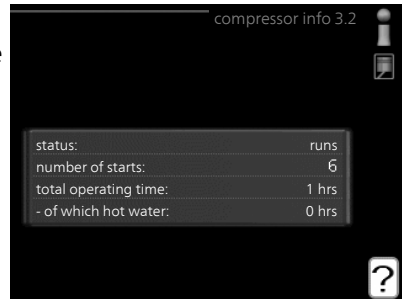 compressor info 3.2
e
status: runs
number of starts: 6
total operating time: 1 hrs
- of which hot water: 0 hrs
?